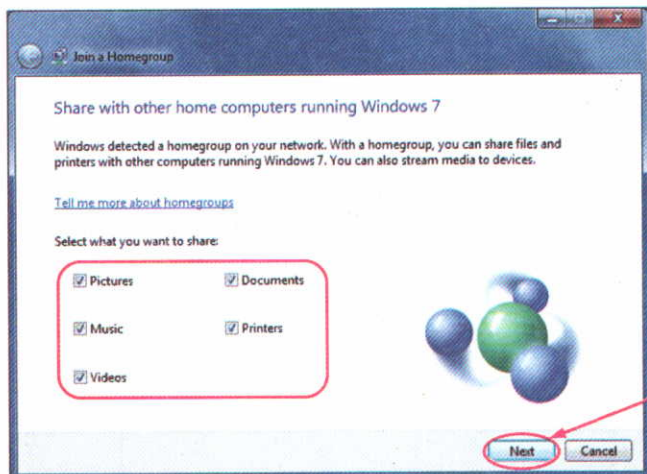 Join a Homegroup
Share with other home computers running Windows 7
Windows detected a homegroup on your network. With a homegroup, you can share files and
printers with other computers running Windows 7. You can also stream media to devices.
Tell me more about homegroups
Select what you want to share:
Pictures
Documents
Music
Printers
Videos
Next
Cancel